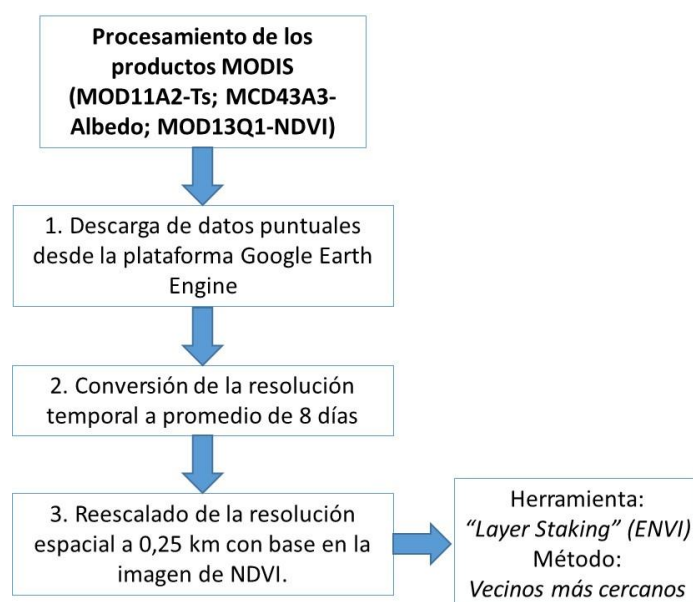 Procesamiento de los
productos MODIS
(MOD11A2-Ts; MCD43A3-
Albedo; MOD13Q1-NDVI)
1. Descarga de datos puntuales
desde la plataforma Google Earth
Engine
2. Conversión de la resolución
temporal a promedio de 8 días
3. Reescalado de la resolución
espacial a 0,25 km con base en la
imagen de NDVI.
Herramienta:
“Layer Staking” (ENVI)
Método:
Vecinos más cercanos